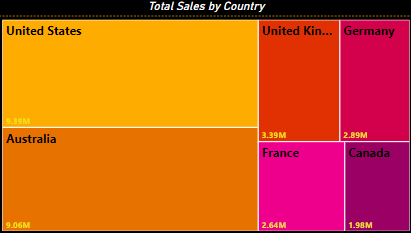 Total Sales by Country
United States
9.39M
Australia
9.06M
United Kin...
3.39M
Germany
2.89M
France
2.64M
Canada
1.98M